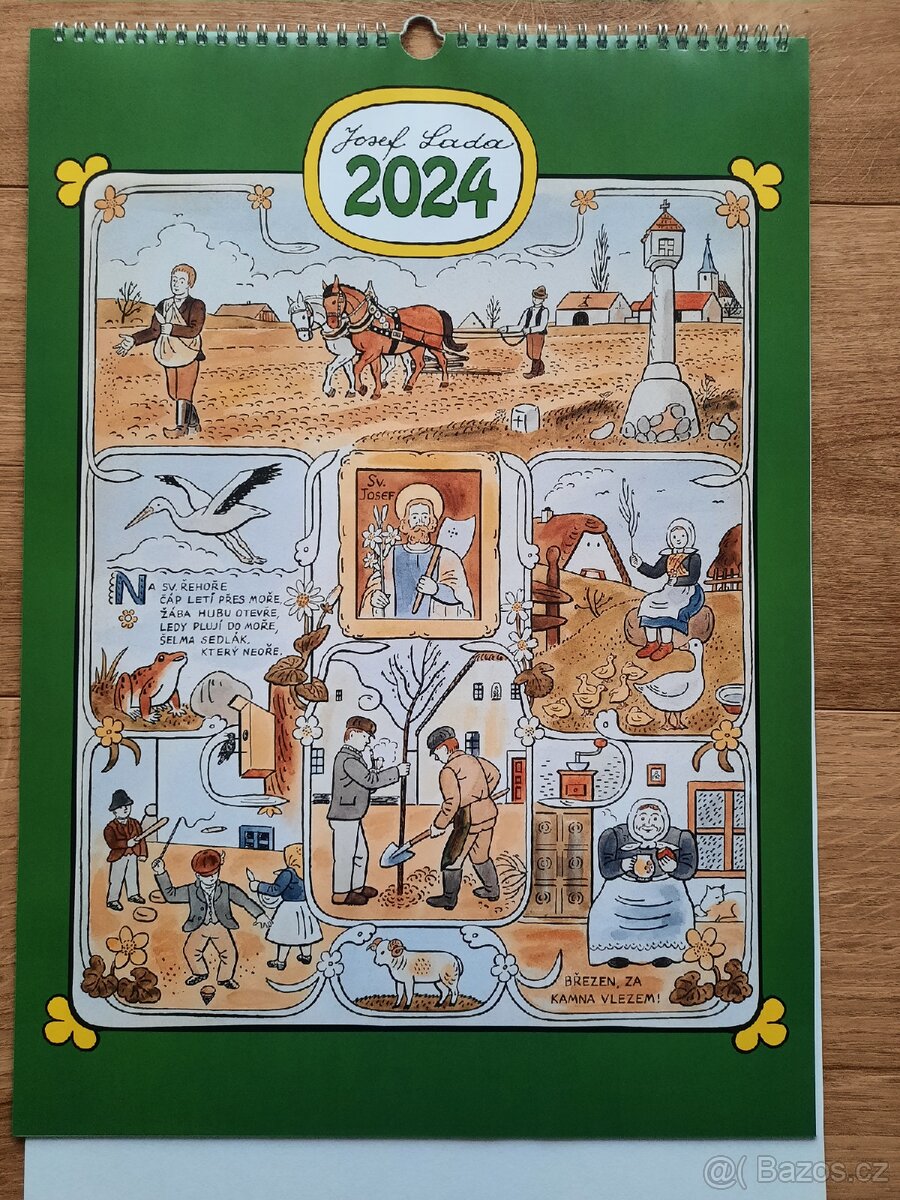 Josef Lada
2024
SV.
JOSEF
NA SV. ŘEHOŘE
ČÁP LETÍ PŘES MOŘE,
ŽÁBA HUBU OTEVŘE,
LEDY PLUJÍ DO MOŘE,
ŠELMA SEDLÁK,
KTERÝ NEOŘE.
BŘEZEN, ZA
KAMNA VLEZEM!
@( Bazos.cz